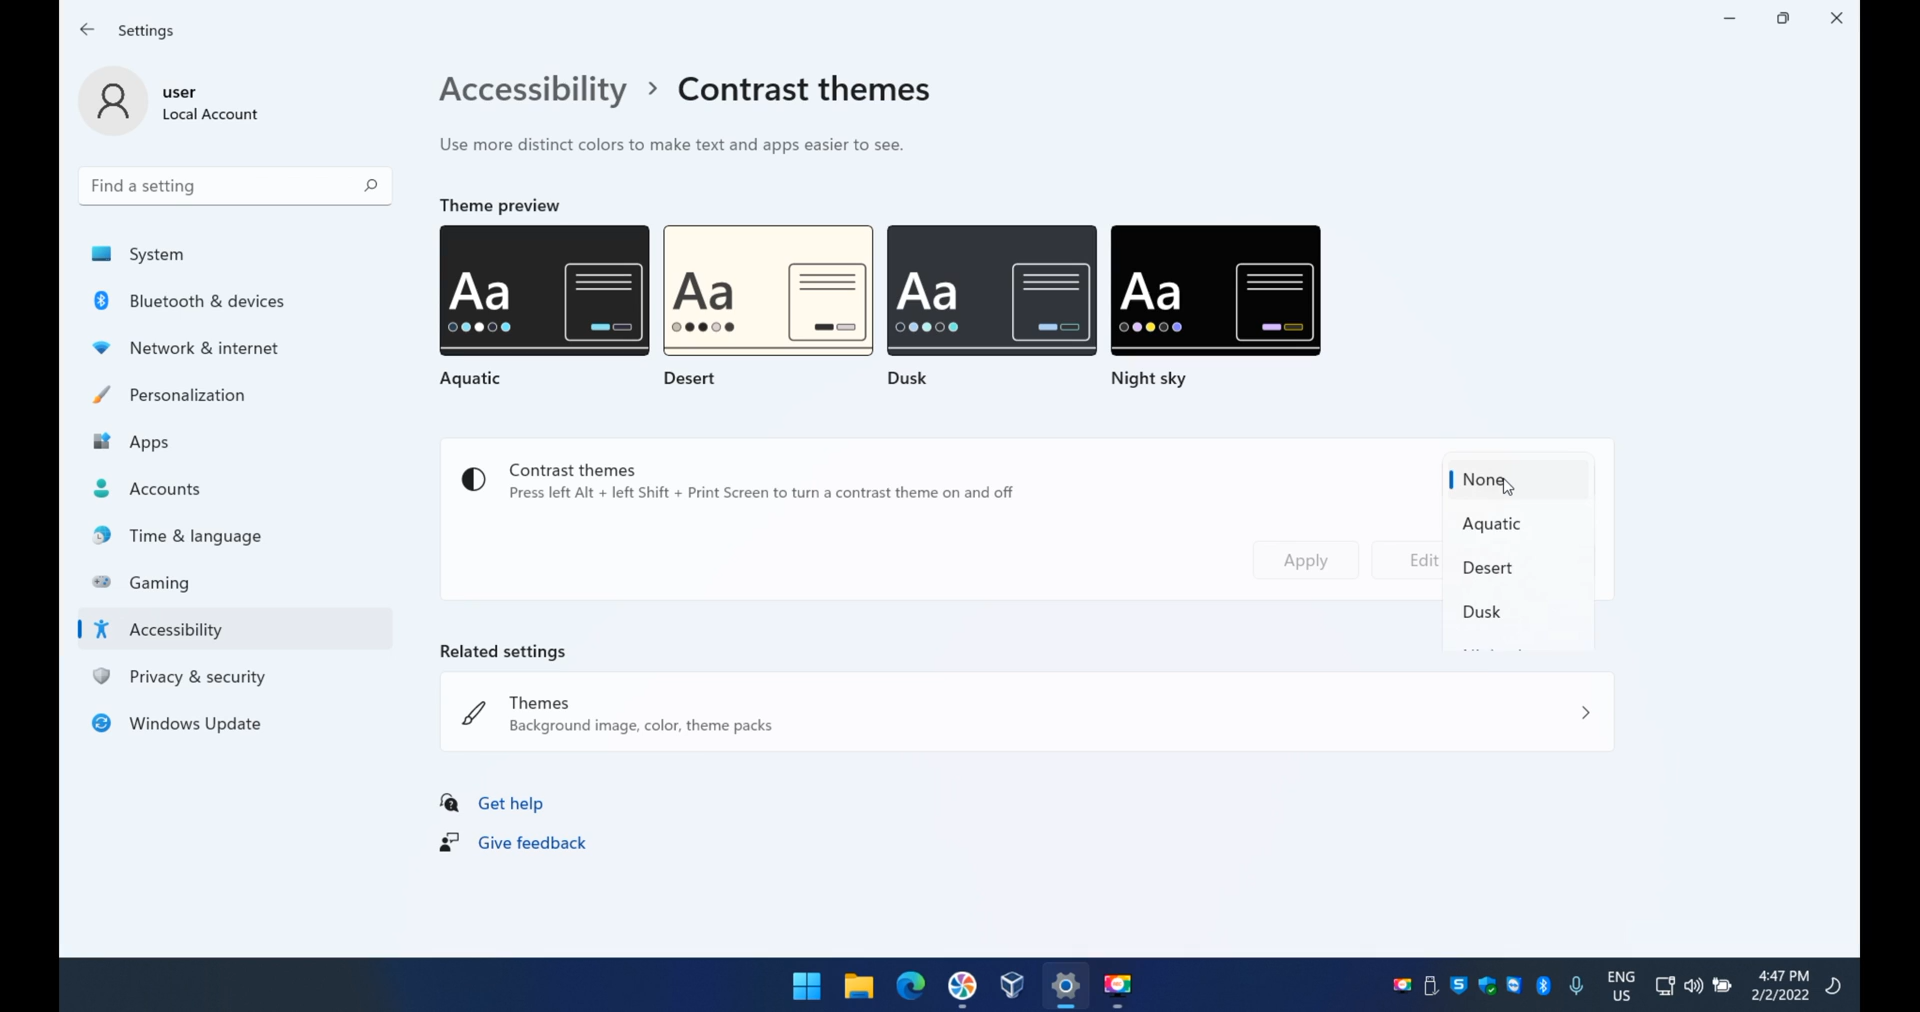 Settings
user
Local Account
Find a setting
System
Bluetooth & devices
Network & internet
Personalization
Apps
Accounts
Time & language
Gaming
Accessibility
Privacy & security
Windows Update
Accessibility > Contrast themes
Use more distinct colors to make text and apps easier to see.
Theme preview
Aa Aa Aa Aa
Aquatic Desert Dusk Night sky
Contrast themes
Press left Alt + left Shift + Print Screen to turn a contrast theme on and off
Apply Edit
None
Aquatic
Desert
Dusk
Related settings
Themes
Background image, color, theme packs
Get help
Give feedback
ENG
US
4:47 PM
2/2/2022